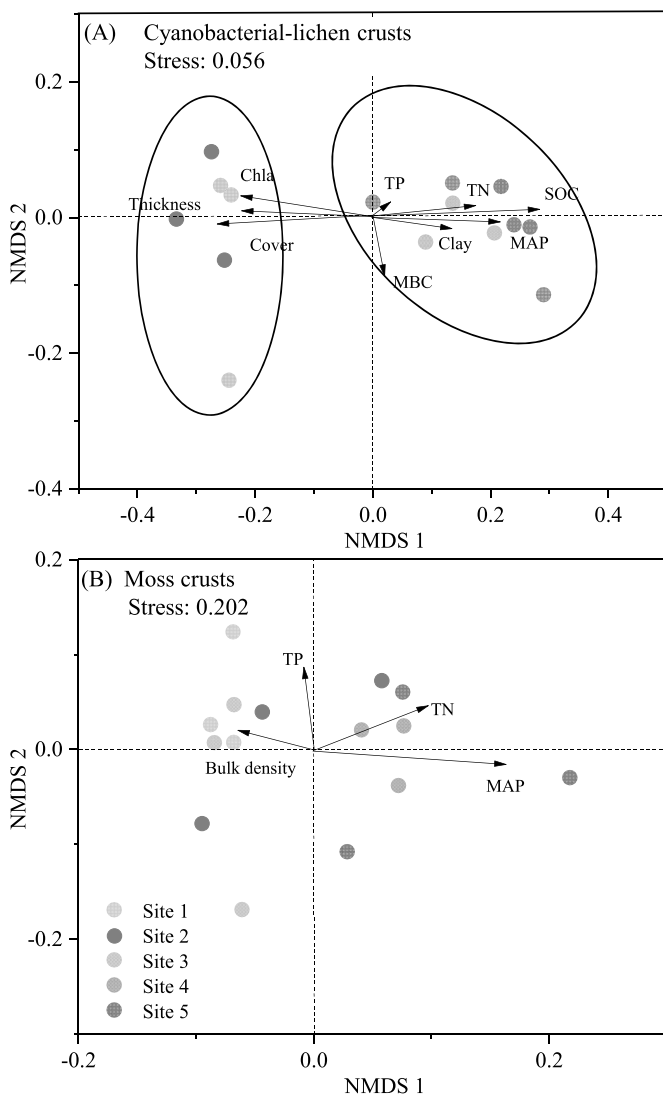 (A) Cyanobacterial-lichen crusts
Stress: 0.056
0.2
Chla
TP
TN
SOC
Thickness
0.0
Cover
Clay
MAP
MBC
NMDS 2
-0.2
-0.4
-0.4 -0.2 0.0 0.2 0.4
NMDS 1
0.2
(B) Moss crusts
Stress: 0.202
TP
TN
0.0
Bulk density
MAP
NMDS 2
Site 1
Site 2
Site 3
Site 4
Site 5
-0.2
-0.2 0.0 0.2
NMDS 1